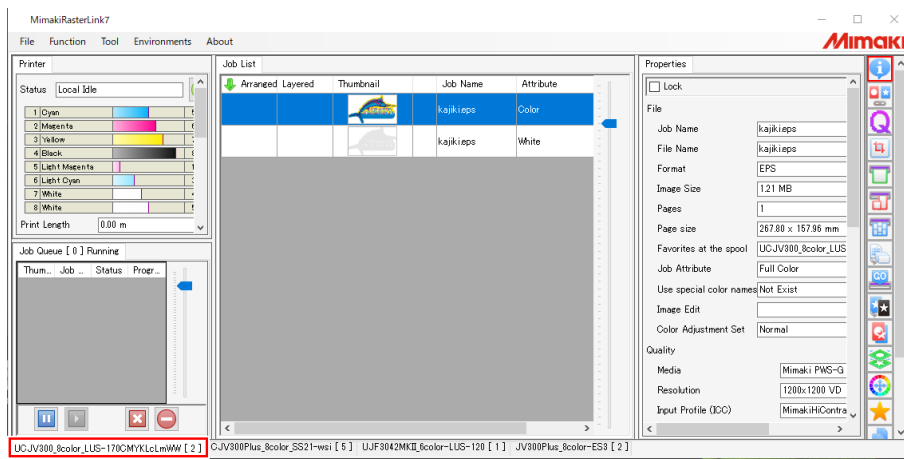 MimakiRasterLink7
File Function Tool Environments About
Mimaki
Printer
Status Local Idle
1 Cyan
2 Magenta
3 Yellow
4 Black
5 Light Magenta
6 Light Cyan
7 White
8 White
Print Length 0.00 m
Job Queue [ 0 ] Running
Thum... Job ... Status Progr...
Job List
Arranged Layered Thumbnail Job Name Attribute
kajiki.eps Color
kajiki.eps White
Properties
Lock
File
Job Name kajiki.eps
File Name kajiki.eps
Format EPS
Image Size 1.21 MB
Pages 1
Page size 267.80 x 157.96 mm
Favorites at the spool UCJV300_8color_LUS
Job Attribute Full Color
Use special color names Not Exist
Image Edit
Color Adjustment Set Normal
Quality
Media Mimaki PWS-G
Resolution 1200x1200 VD
Input Profile (ICC) MimakiHiContra
UCJV300_8color_LUS-170CMYKLcLmWW [ 2 ] CJV300Plus_8color_SS21-wsi [ 5 ] UJF3042MKⅡ_6color-LUS-120 [ 1 ] JV300Plus_8color-ES3 [ 2 ]